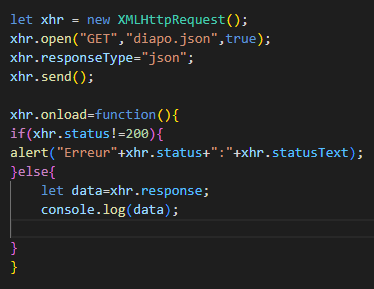 let xhr = new XMLHttpRequest();
xhr.open("GET","diapo.json",true);
xhr.responseType="json";
xhr.send();
xhr.onload=function(){
if(xhr.status!=200){
alert("Erreur"+xhr.status+":"+xhr.statusText);
}else{
let data=xhr.response;
console.log(data);
}
}